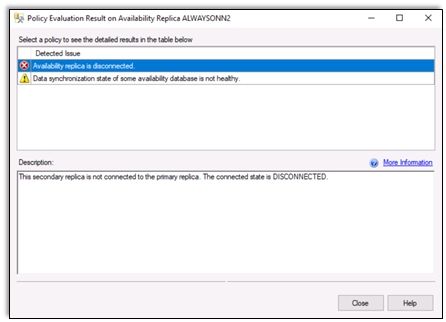 Policy Evaluation Result on Availability Replica ALWAYSONN2
Select a policy to see the detailed results in the table below
Detected Issue
Availability replica is disconnected.
Data synchronization state of some availability database is not healthy.
Description:
More Information
This secondary replica is not connected to the primary replica. The connected state is DISCONNECTED.
Close
Help